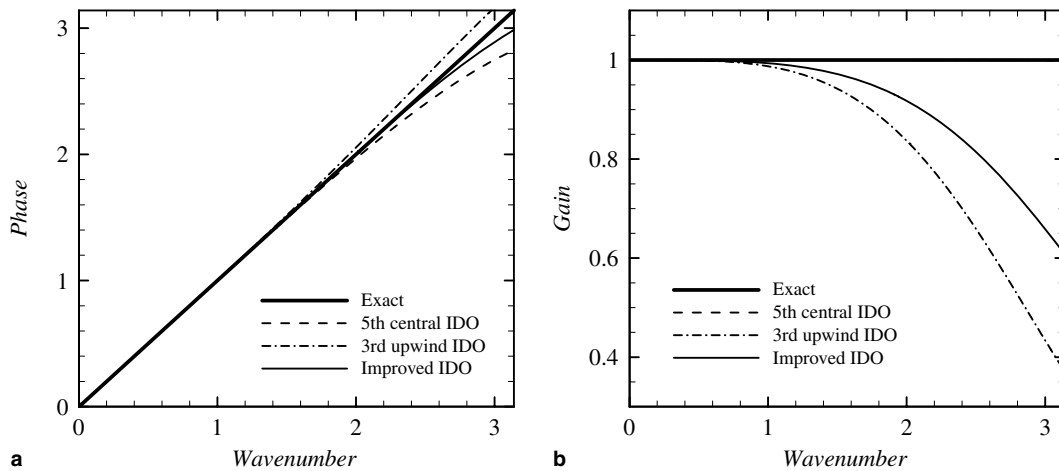 3
2
1
0
0
1
2
3
Phase
Wavenumber
Exact
5th central IDO
3rd upwind IDO
Improved IDO
a
1
0.8
0.6
0.4
0
1
2
3
Gain
Wavenumber
Exact
5th central IDO
3rd upwind IDO
Improved IDO
b